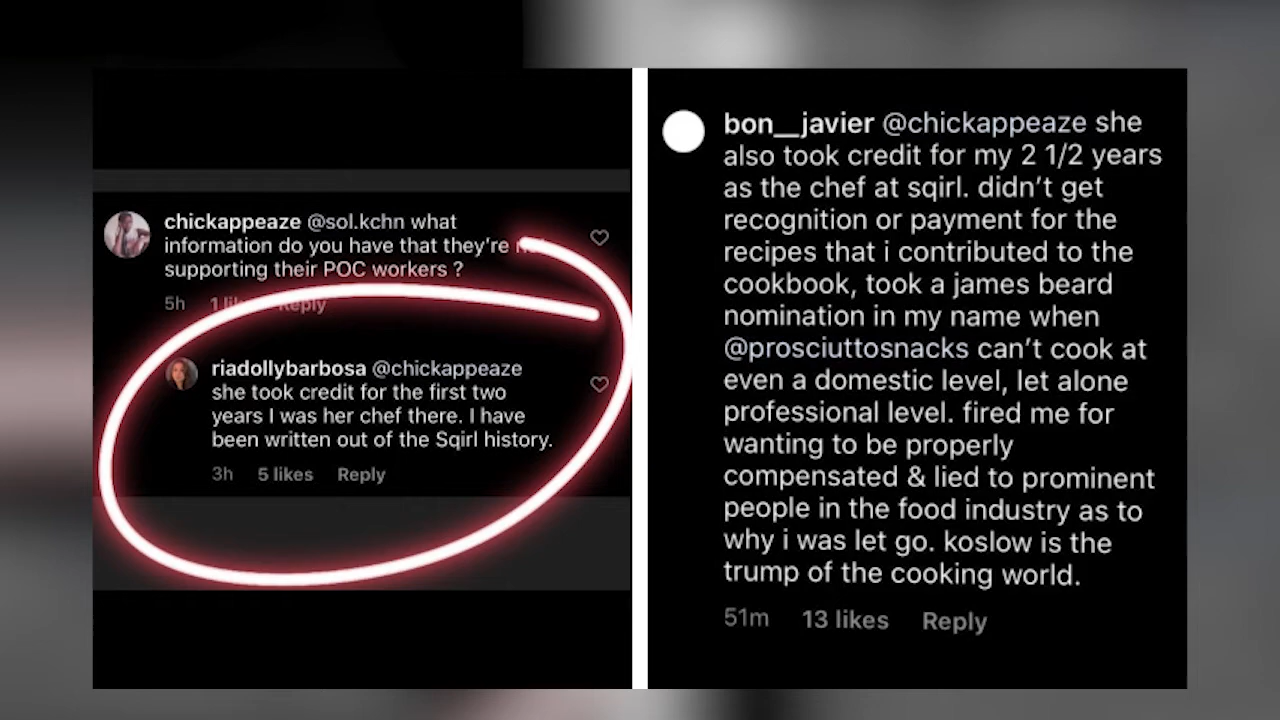 chickappeaze @sol.kchn what
information do you have that they're
supporting their POC workers ?
5h 1 like Reply
riadollybarbosa @chickappeaze
she took credit for the first two
years I was her chef there. I have
been written out of the Sqirl history.
3h 5 likes Reply
bon__javier @chickappeaze she
also took credit for my 2 1/2 years
as the chef at sqirl. didn't get
recognition or payment for the
recipes that i contributed to the
cookbook, took a james beard
nomination in my name when
@prosciuttosnacks can't cook at
even a domestic level, let alone
professional level. fired me for
wanting to be properly
compensated & lied to prominent
people in the food industry as to
why i was let go. koslow is the
trump of the cooking world.
51m 13 likes Reply